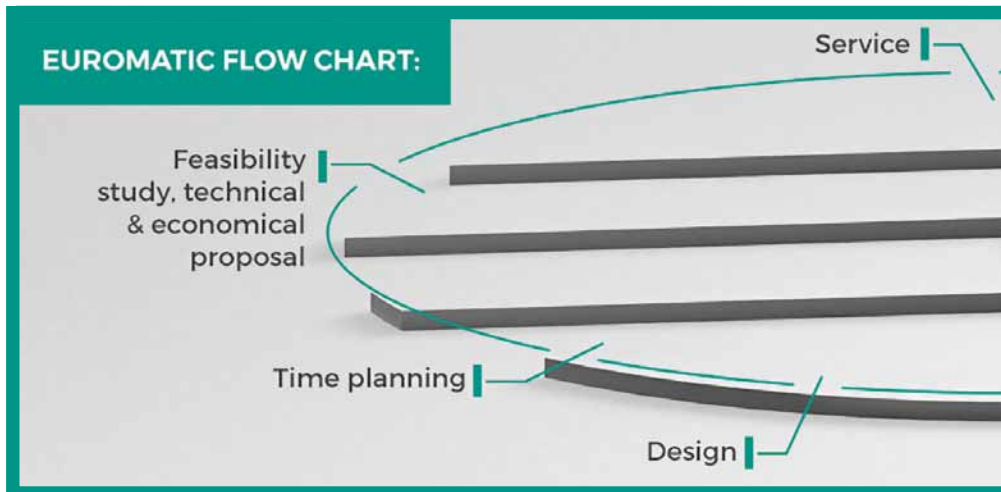 EUROMATIC FLOW CHART:
Service
Feasibility
study, technical
& economical
proposal
Time planning
Design